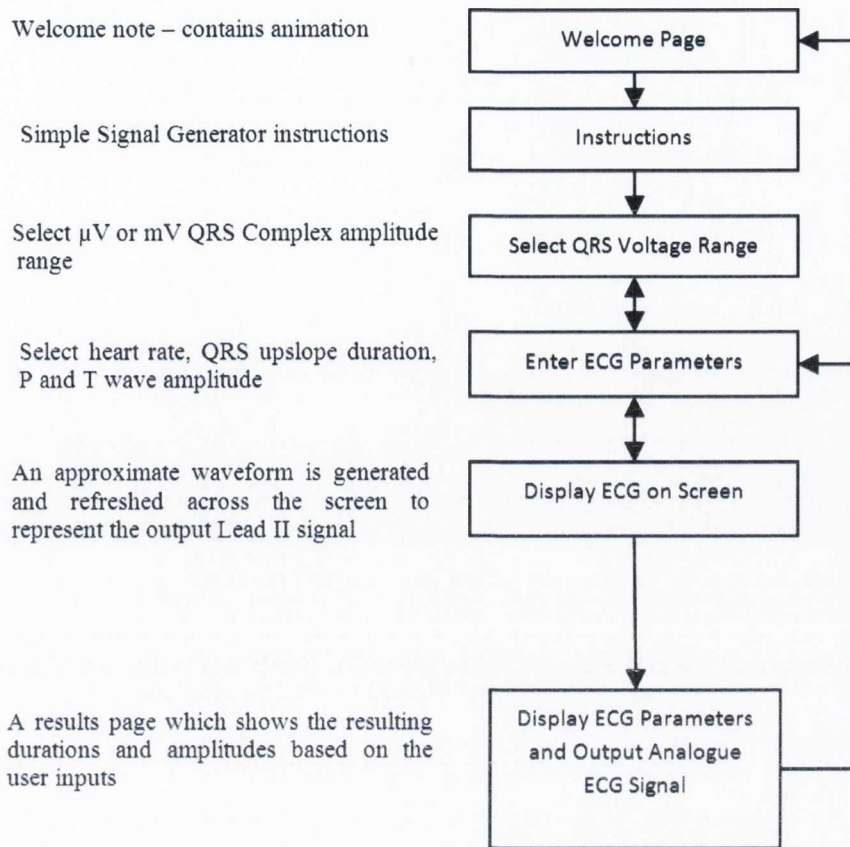 Welcome note – contains animation
Welcome Page
Simple Signal Generator instructions
Instructions
Select µV or mV QRS Complex amplitude
range
Select QRS Voltage Range
Select heart rate, QRS upslope duration,
P and T wave amplitude
Enter ECG Parameters
An approximate waveform is generated
and refreshed across the screen to
represent the output Lead II signal
Display ECG on Screen
A results page which shows the resulting
durations and amplitudes based on the
user inputs
Display ECG Parameters
and Output Analogue
ECG Signal